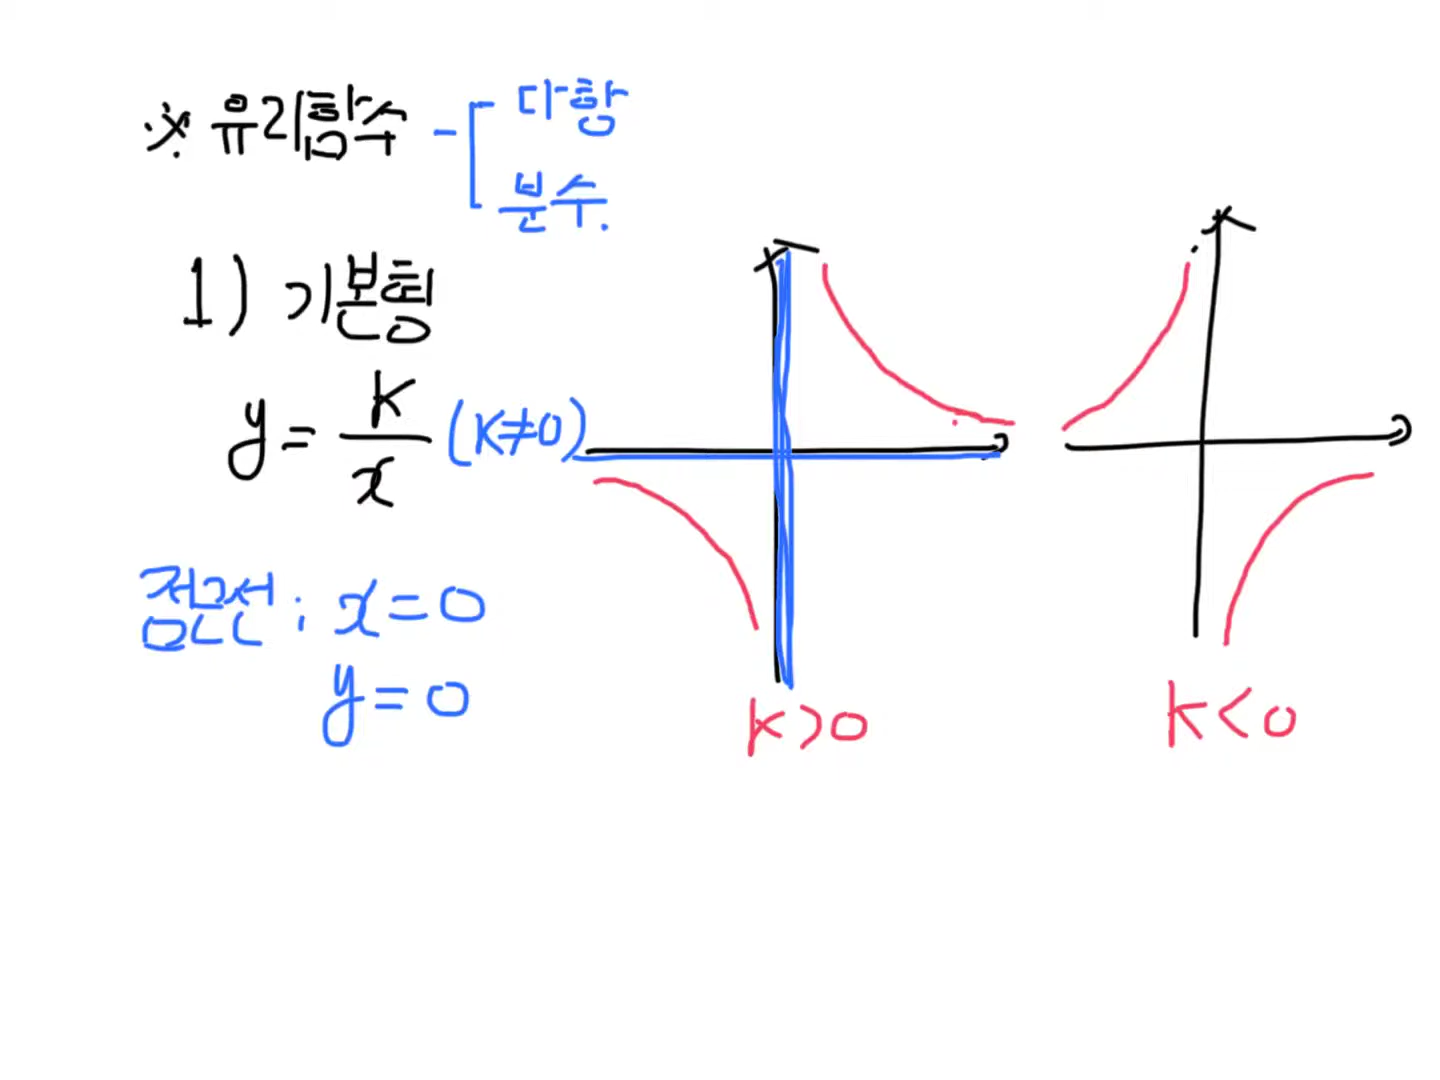 ※ 유리함수 - [ 다항
분수.
1) 기본형
y = k/x (k≠0)
점근선 : x = 0
y = 0
k > 0
k < 0